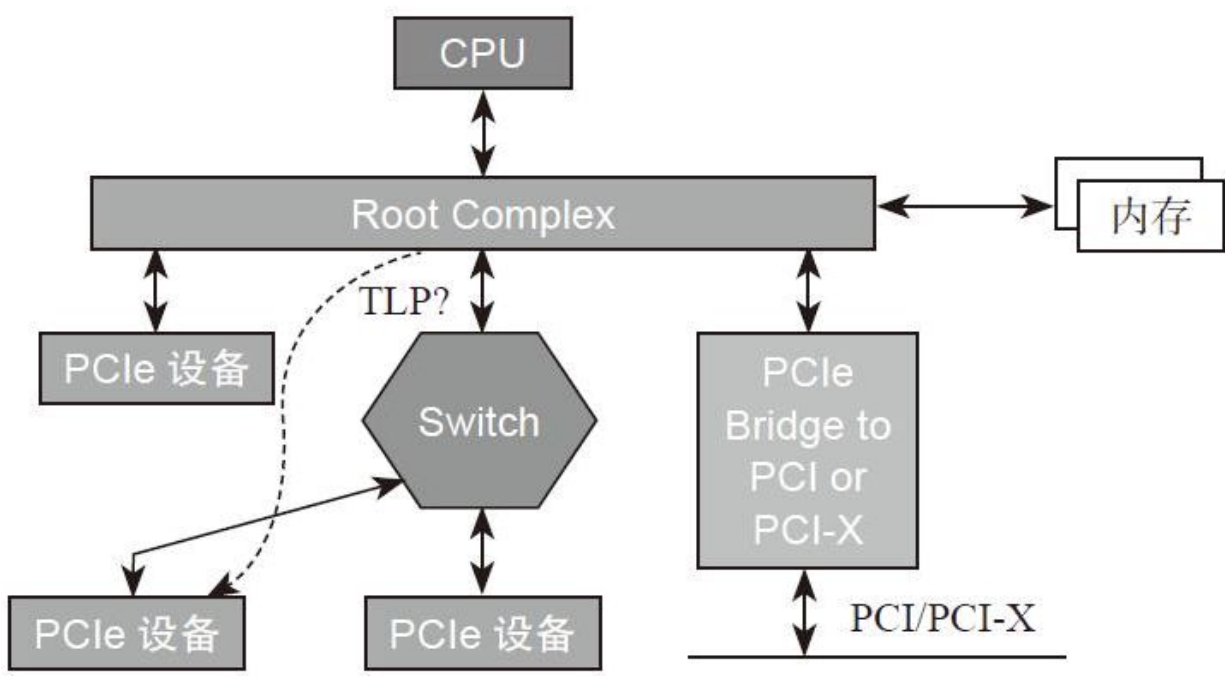 CPU
Root Complex
内存
TLP?
PCIe 设备
Switch
PCIe
Bridge to
PCI or
PCI-X
PCIe 设备
PCIe 设备
PCI/PCI-X